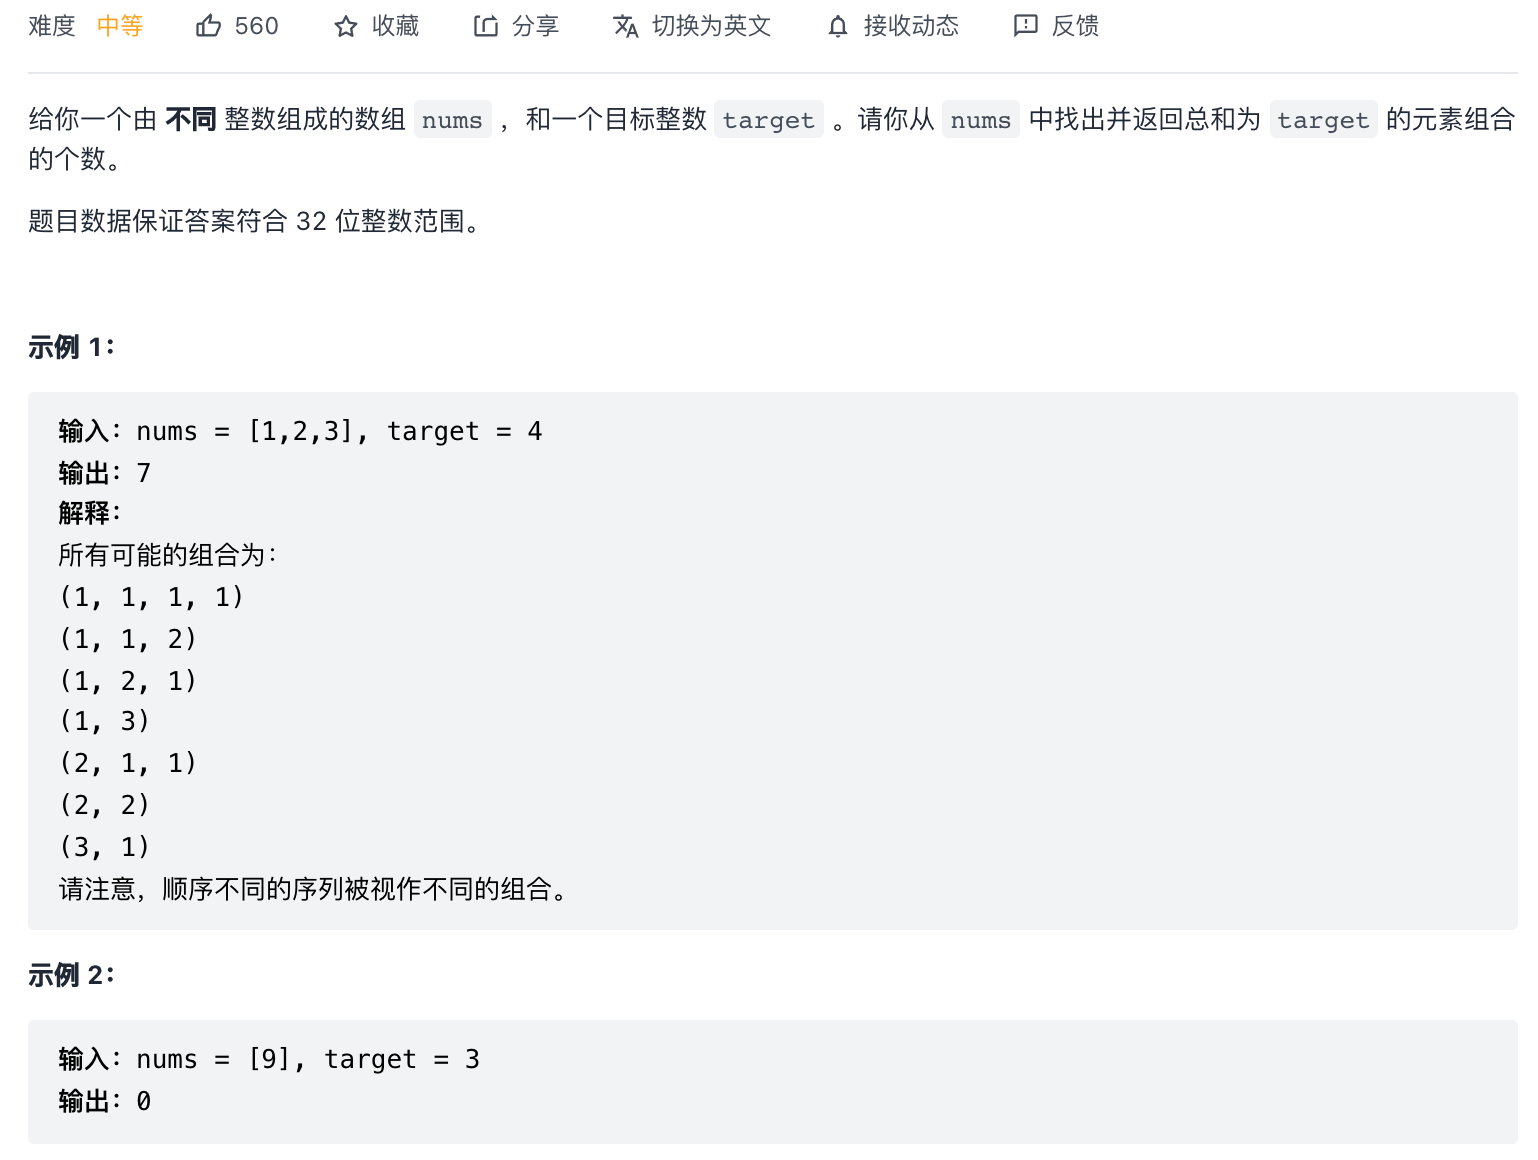 难度 中等 560 收藏 分享 切换为英文 接收动态 反馈
给你一个由 不同 整数组成的数组 nums ，和一个目标整数 target 。请你从 nums 中找出并返回总和为 target 的元素组合
的个数。
题目数据保证答案符合 32 位整数范围。
示例 1：
输入：nums = [1,2,3], target = 4
输出：7
解释：
所有可能的组合为：
(1, 1, 1, 1)
(1, 1, 2)
(1, 2, 1)
(1, 3)
(2, 1, 1)
(2, 2)
(3, 1)
请注意，顺序不同的序列被视作不同的组合。
示例 2：
输入：nums = [9], target = 3
输出：0